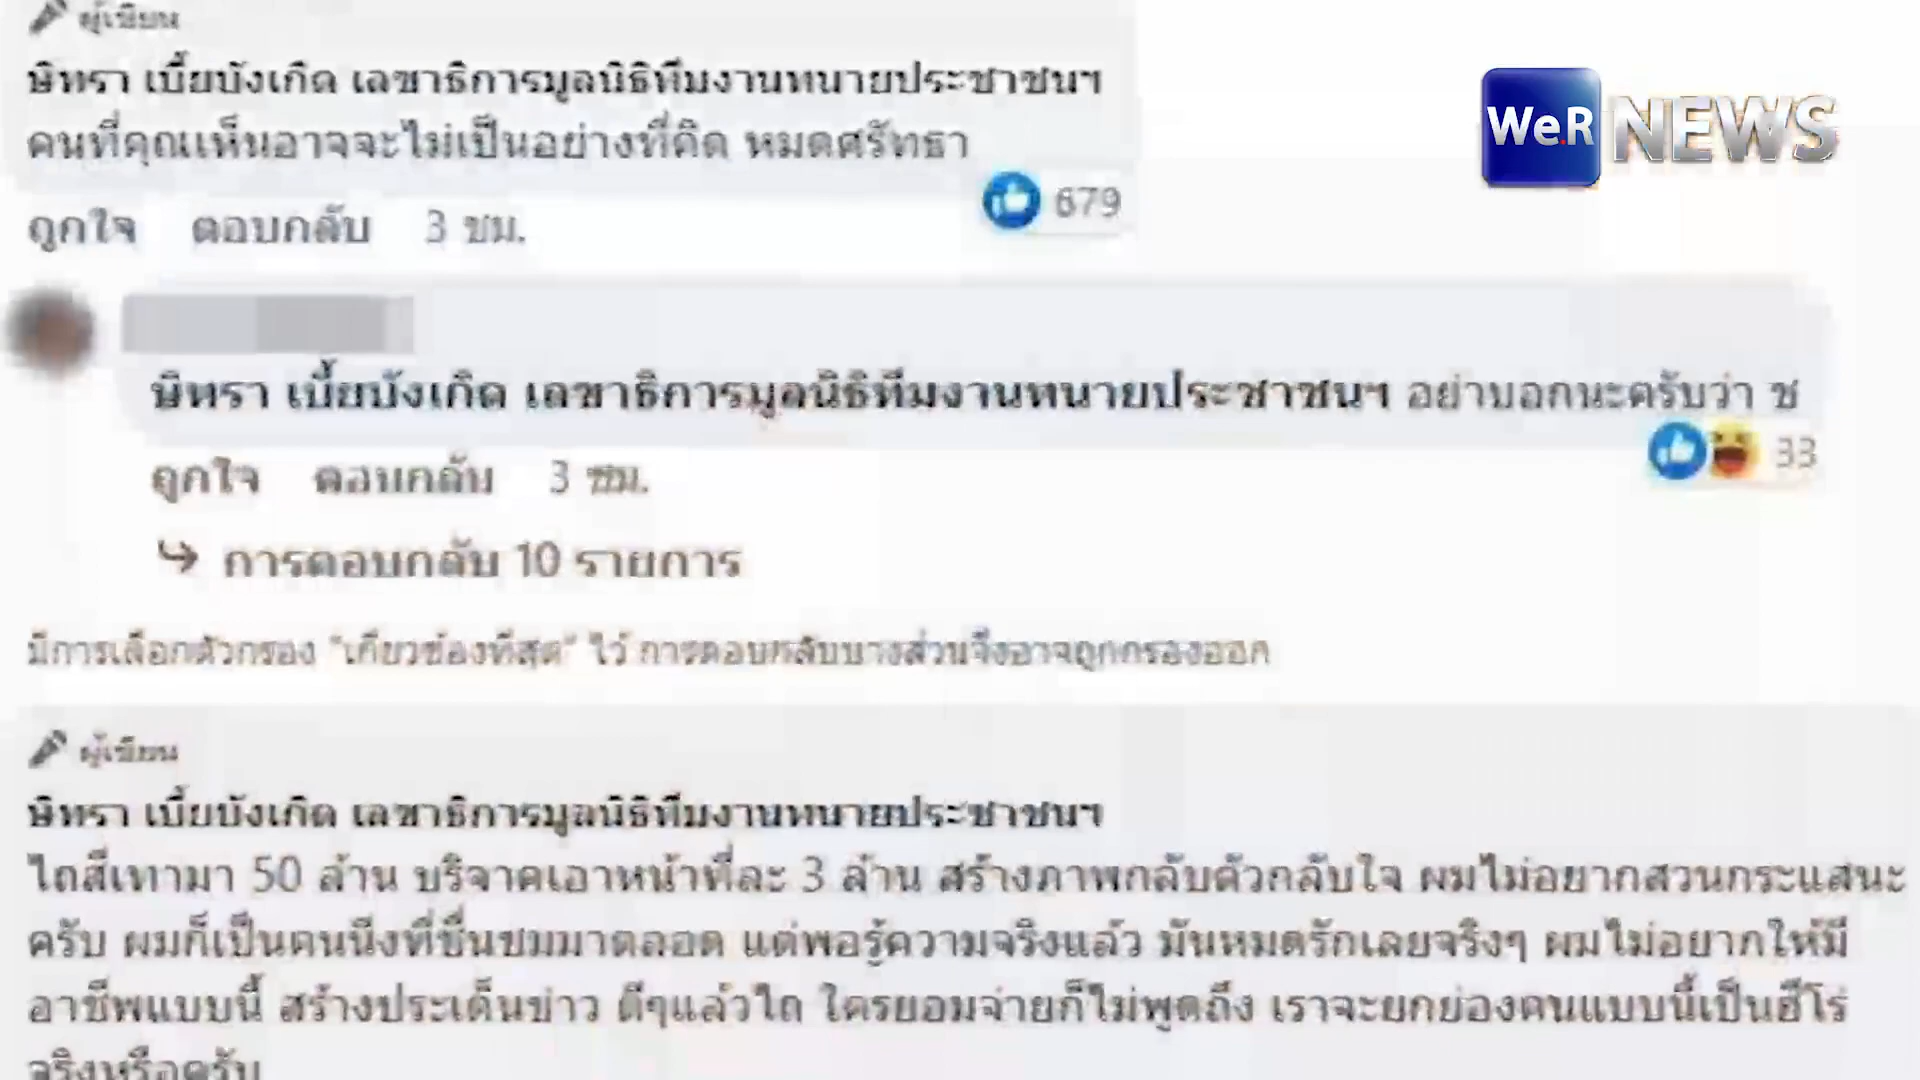 ผู้เขียน
ษิทรา เบี้ยบังเกิด เลขาธิการมูลนิธิทีมงานทนายประชาชนฯ
คนที่คุณเห็นอาจจะไม่เป็นอย่างที่คิด หมดศรัทธา
WeR NEWS
679
ถูกใจ ตอบกลับ 3 ชม.
ษิทรา เบี้ยบังเกิด เลขาธิการมูลนิธิทีมงานทนายประชาชนฯ อย่าบอกนะครับว่า ช
33
ถูกใจ ตอบกลับ 3 ชม.
การตอบกลับ 10 รายการ
มีการเลือกตัวกรอง "เกี่ยวข้องที่สุด" ไว้ การตอบกลับบางส่วนจึงอาจถูกกรองออก
ผู้เขียน
ษิทรา เบี้ยบังเกิด เลขาธิการมูลนิธิทีมงานทนายประชาชนฯ
ไถสีเทามา 50 ล้าน บริจาคเอาหน้าที่ละ 3 ล้าน สร้างภาพกลับตัวกลับใจ ผมไม่อยากสวนกระแสนะ
ครับ ผมก็เป็นคนนึงที่ชื่นชมมาตลอด แต่พอรู้ความจริงแล้ว มันหมดรักเลยจริงๆ ผมไม่อยากให้มี
อาชีพแบบนี้ สร้างประเด็นข่าว ตีๆแล้วไถ ใครยอมจ่ายก็ไม่พูดถึง เราจะยกย่องคนแบบนี้เป็นฮีโร่
จริงหรือครับ